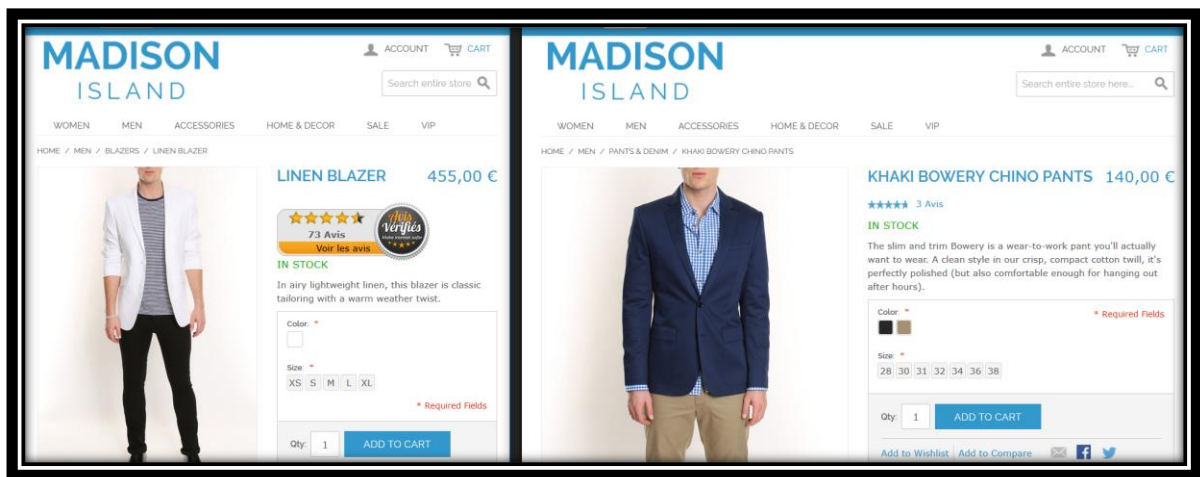 MADISON
ISLAND
ACCOUNT CART
Search entire store
WOMEN MEN ACCESSORIES HOME & DECOR SALE VIP
HOME / MEN / BLAZERS / LINEN BLAZER
LINEN BLAZER 455,00 €
73 Avis
Voir les avis
Avis
Vérifiés
IN STOCK
In airy lightweight linen, this blazer is classic
tailoring with a warm weather twist.
Color: *
Size: *
XS S M L XL
* Required Fields
Qty: 1 ADD TO CART
MADISON
ISLAND
ACCOUNT CART
Search entire store here...
WOMEN MEN ACCESSORIES HOME & DECOR SALE VIP
HOME / MEN / PANTS & DENIM / KHAKI BOWERY CHINO PANTS
KHAKI BOWERY CHINO PANTS 140,00 €
3 Avis
IN STOCK
The slim and trim Bowery is a wear-to-work pant you'll actually
want to wear. A clean style in our crisp, compact cotton twill, it's
perfectly polished (but also comfortable enough for hanging out
after hours).
Color: *
* Required Fields
Size: *
28 30 31 32 34 36 38
Qty: 1 ADD TO CART
Add to Wishlist Add to Compare